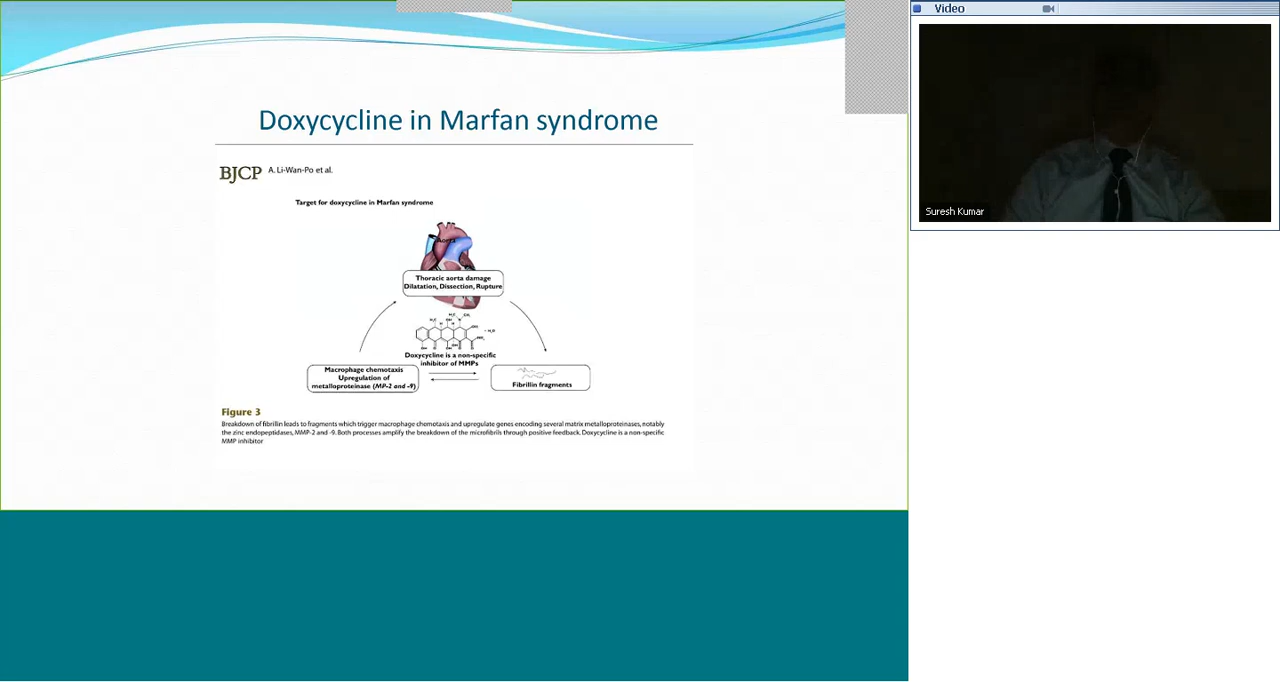 Video
Suresh Kumar
Doxycycline in Marfan syndrome
BJCP A. Li-Wan-Po et al.
Target for doxycycline in Marfan syndrome
Aorta
Thoracic aorta damage
Dilatation, Dissection, Rupture
Doxycycline is a non-specific
inhibitor of MMPs
Macrophage chemotaxis
Upregulation of
metalloproteinase (MP-2 and -9)
Fibrillin fragments
Figure 3
Breakdown of fibrillin leads to fragments which trigger macrophage chemotaxis and upregulate genes encoding several matrix metalloproteinases, notably
the zinc endopeptidases, MMP-2 and -9. Both processes amplify the breakdown of the microfibrils through positive feedback. Doxycycline is a non-specific
MMP inhibitor